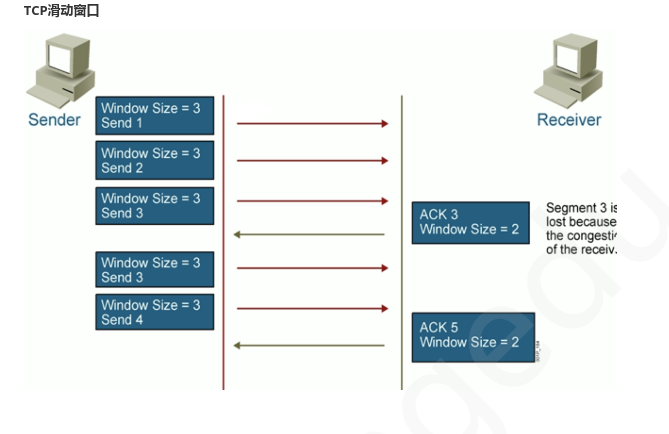 TCP滑动窗口
Sender
Receiver
Window Size = 3
Send 1
Window Size = 3
Send 2
Window Size = 3
Send 3
ACK 3
Window Size = 2
Segment 3 is
lost because
the congesti
of the receiv.
Window Size = 3
Send 3
Window Size = 3
Send 4
ACK 5
Window Size = 2